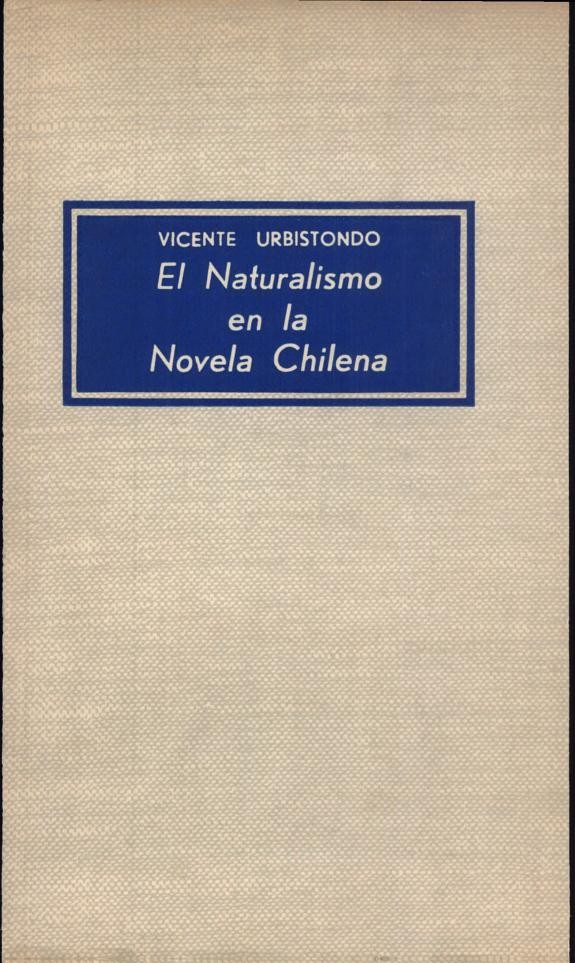 VICENTE URBISTONDO
El Naturalismo
en la
Novela Chilena